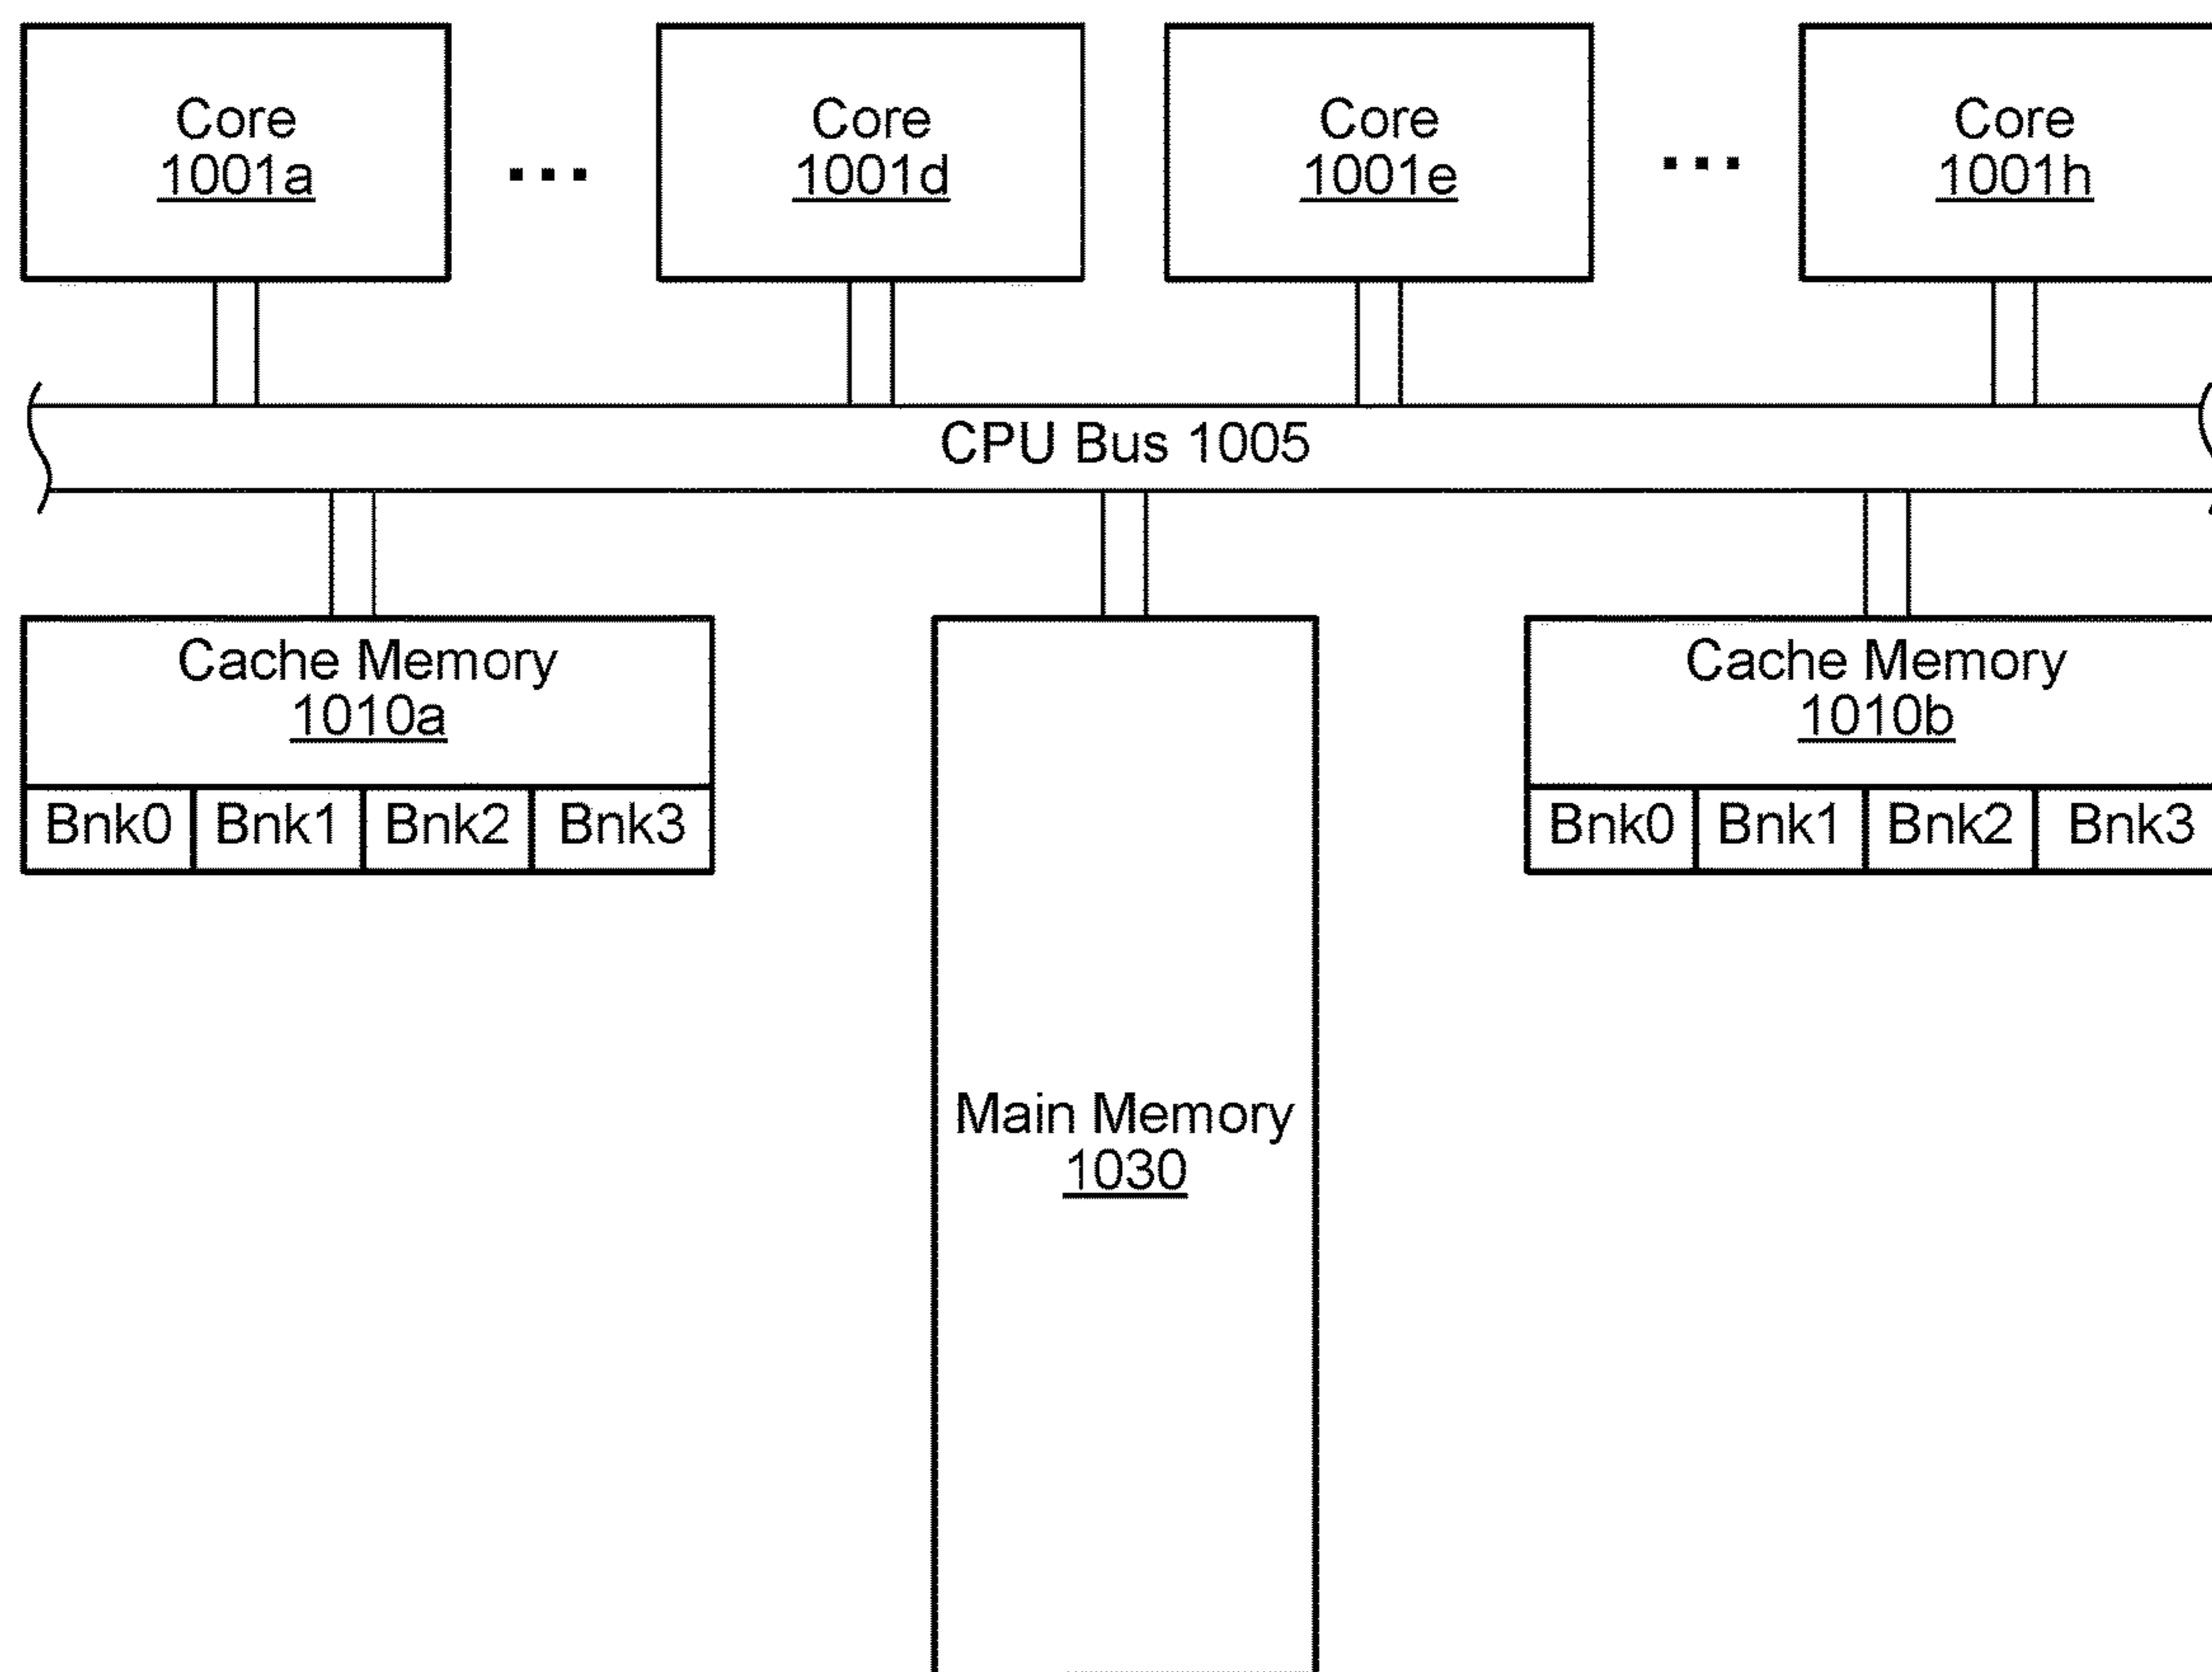 Core
1001a
...
Core
1001d
Core
1001e
...
Core
1001h
CPU Bus 1005
Cache Memory
1010a
Bnk0 Bnk1 Bnk2 Bnk3
Main Memory
1030
Cache Memory
1010b
Bnk0 Bnk1 Bnk2 Bnk3